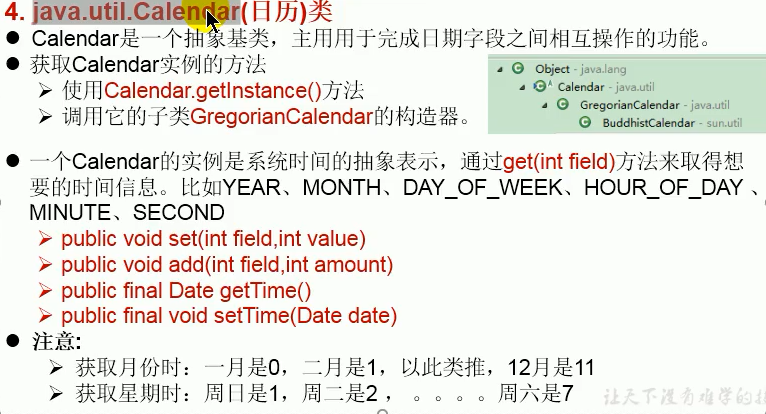 4. java.util.Calendar(日历)类
● Calendar是一个抽象基类，主用用于完成日期字段之间相互操作的功能。
● 获取Calendar实例的方法
➢ 使用Calendar.getInstance()方法
➢ 调用它的子类GregorianCalendar的构造器。
Object - java.lang
Calendar - java.util
GregorianCalendar - java.util
BuddhistCalendar - sun.util
● 一个Calendar的实例是系统时间的抽象表示，通过get(int field)方法来取得想
要的时间信息。比如YEAR、MONTH、DAY_OF_WEEK、HOUR_OF_DAY 、
MINUTE、SECOND
➢ public void set(int field,int value)
➢ public void add(int field,int amount)
➢ public final Date getTime()
➢ public final void setTime(Date date)
● 注意:
➢ 获取月份时：一月是0，二月是1，以此类推，12月是11
➢ 获取星期时：周日是1，周二是2 ， 。。。。周六是7
让天下没有难学的技